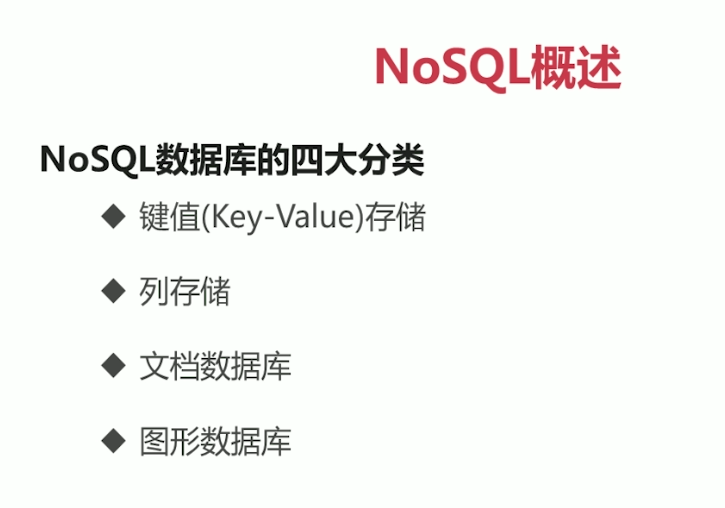 NoSQL概述
NoSQL数据库的四大分类
◆ 键值(Key-Value)存储
◆ 列存储
◆ 文档数据库
◆ 图形数据库